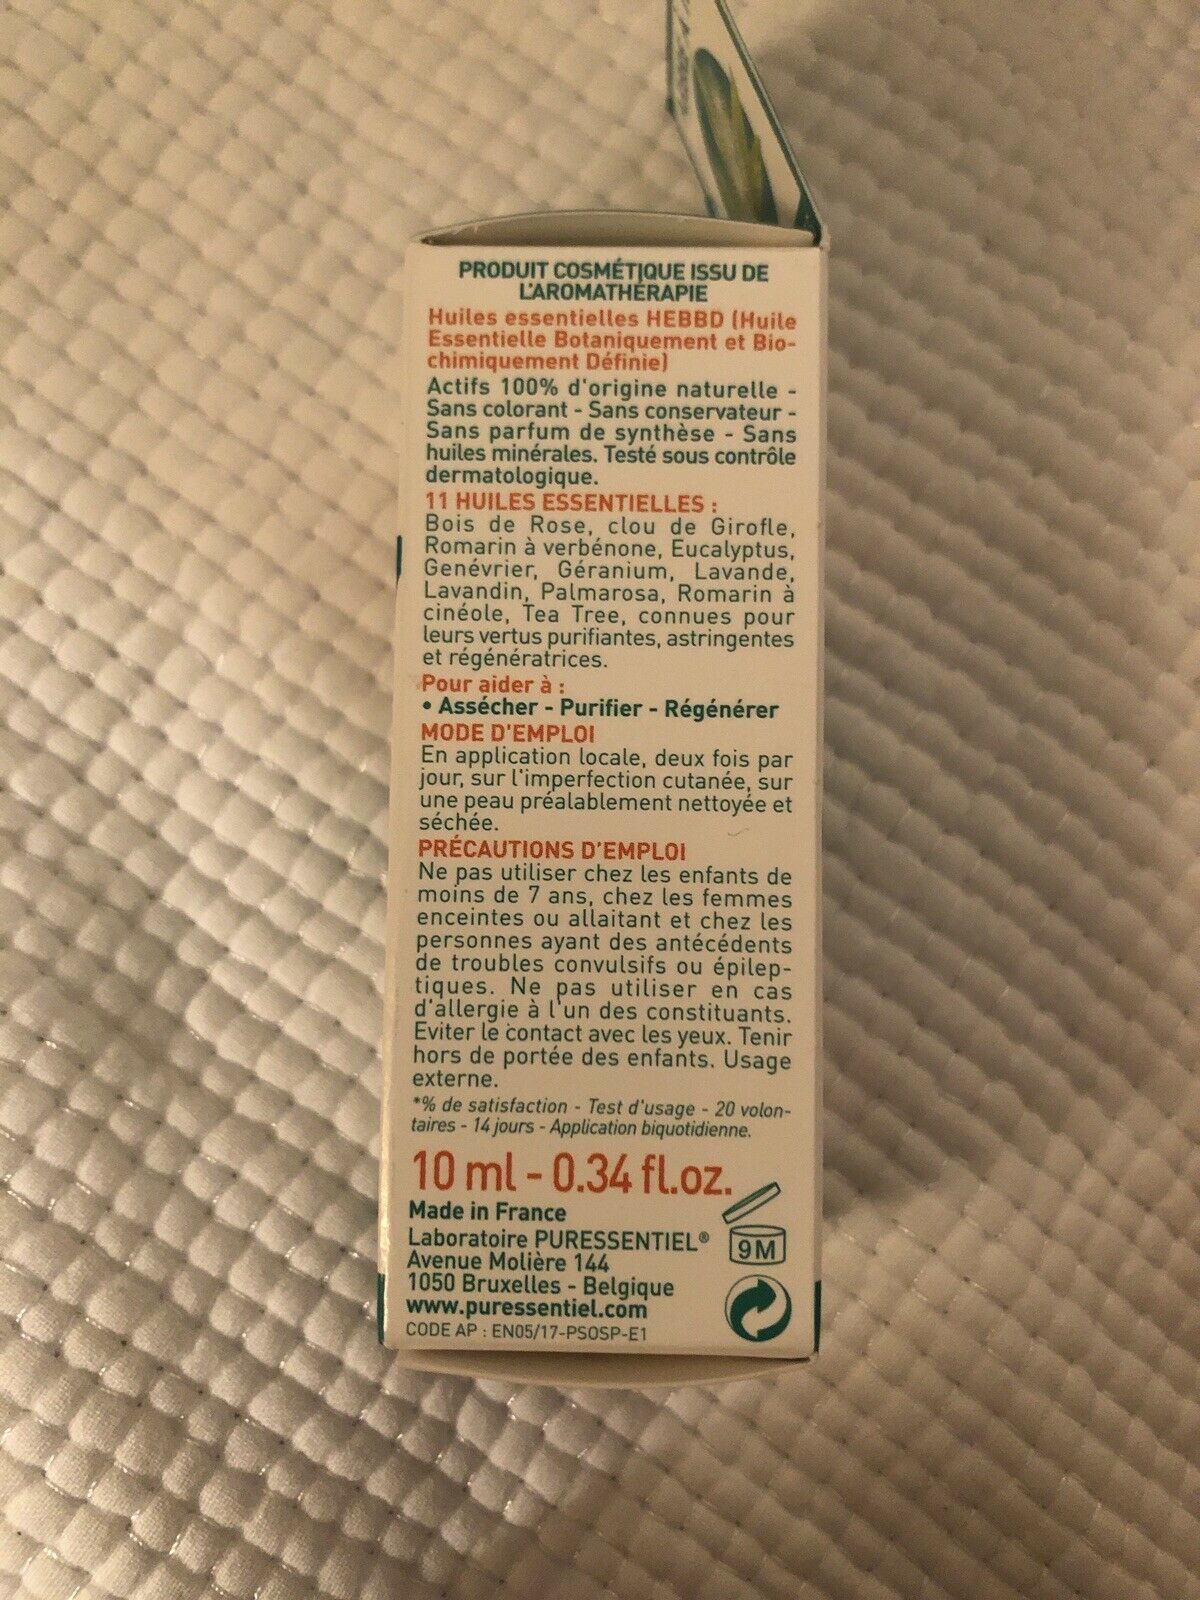 PRODUIT COSMÉTIQUE ISSU DE
L'AROMATHÉRAPIE
Huiles essentielles HEBBD (Huile
Essentielle Botaniquement et Bio-
chimiquement Définie)
Actifs 100% d'origine naturelle -
Sans colorant - Sans conservateur -
Sans parfum de synthèse - Sans
huiles minérales. Testé sous contrôle
dermatologique.
11 HUILES ESSENTIELLES :
Bois de Rose, clou de Girofle,
Romarin à verbénone, Eucalyptus,
Genévrier, Géranium, Lavande,
Lavandin, Palmarosa, Romarin à
cinéole, Tea Tree, connues pour
leurs vertus purifiantes, astringentes
et régénératrices.
Pour aider à :
• Assécher - Purifier - Régénérer
MODE D'EMPLOI
En application locale, deux fois par
jour, sur l'imperfection cutanée, sur
une peau préalablement nettoyée et
séchée.
PRÉCAUTIONS D'EMPLOI
Ne pas utiliser chez les enfants de
moins de 7 ans, chez les femmes
enceintes ou allaitant et chez les
personnes ayant des antécédents
de troubles convulsifs ou épilep-
tiques. Ne pas utiliser en cas
d'allergie à l'un des constituants.
Eviter le contact avec les yeux. Tenir
hors de portée des enfants. Usage
externe.
*% de satisfaction - Test d'usage - 20 volon-
taires - 14 jours - Application biquotidienne.
10 ml - 0.34 fl.oz.
Made in France
Laboratoire PURESSENTIEL®
9M
Avenue Molière 144
1050 Bruxelles - Belgique
www.puressentiel.com
CODE AP : EN05/17-PSOSP-E1